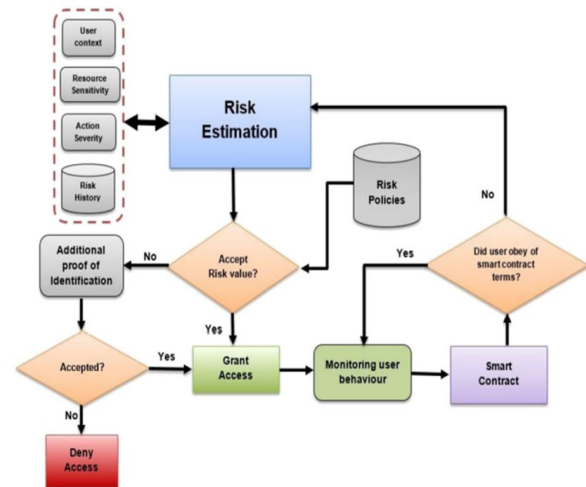 User
context
Resource
Sensitivity
Action
Severity
Risk
History
Risk
Estimation
Risk
Policies
No
Additional
proof of
Identification
No
Accept
Risk value?
Yes
Did user obey of
smart contract
terms?
Yes
Accepted?
Yes
Grant
Access
Monitoring user
behaviour
Smart
Contract
No
Deny
Access